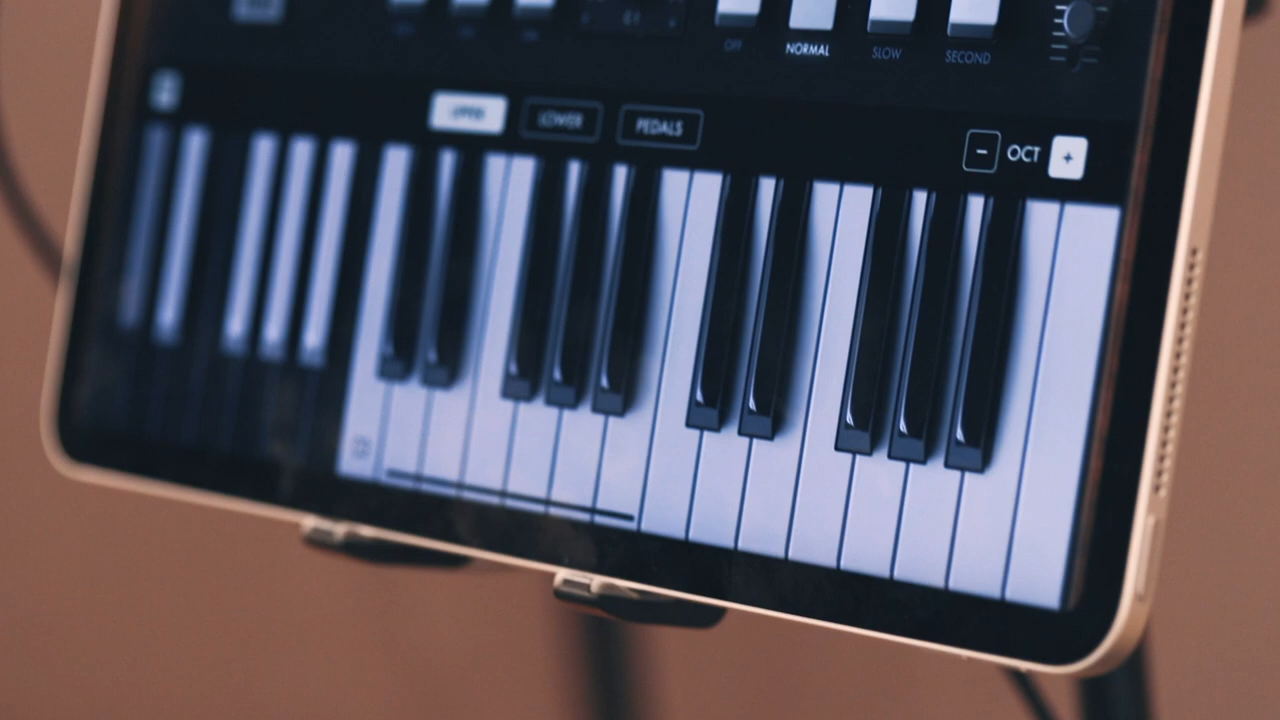 OFF NORMAL SLOW SECOND
UPPER LOWER PEDALS
- OCT +